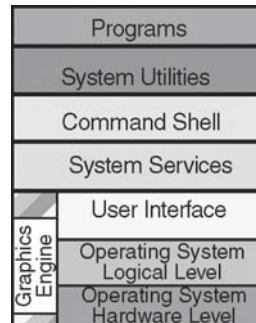 Programs
System Utilities
Command Shell
System Services
User Interface
Graphics
Engine
Operating System
Logical Level
Operating System
Hardware Level